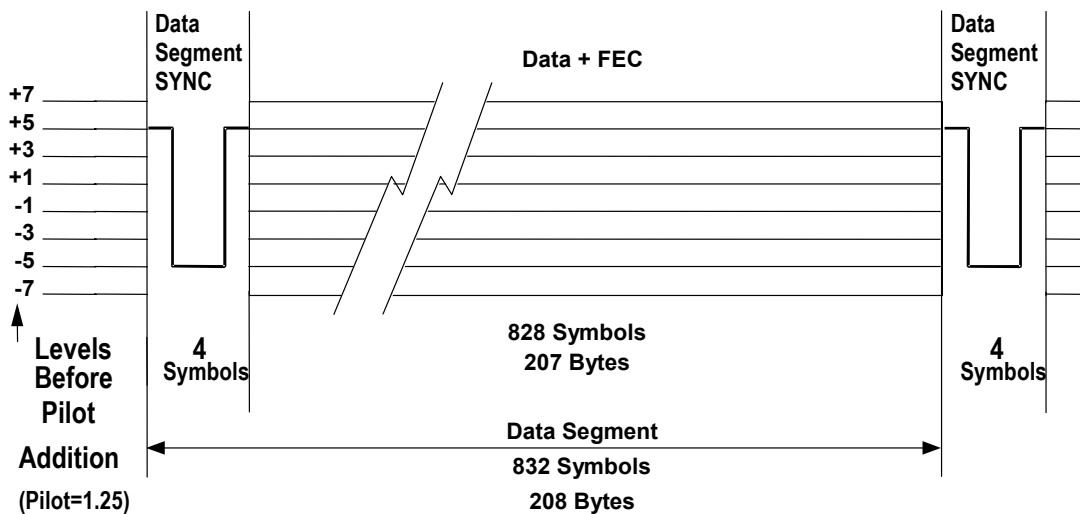 Data
Segment
SYNC
Data + FEC
Data
Segment
SYNC
+7
+5
+3
+1
-1
-3
-5
-7
Levels
Before
Pilot
Addition
(Pilot=1.25)
4
Symbols
828 Symbols
207 Bytes
4
Symbols
Data Segment
832 Symbols
208 Bytes